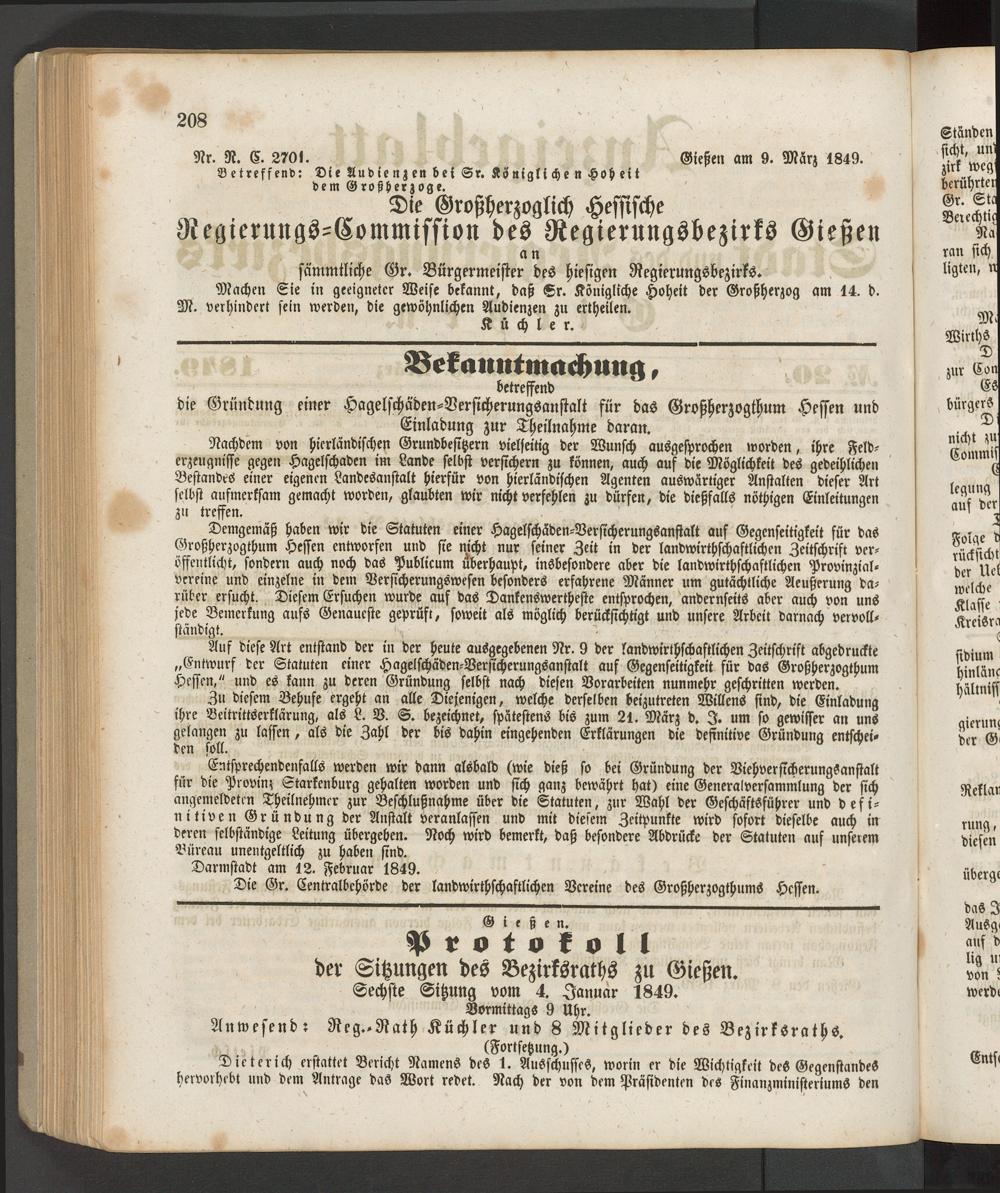 208
Nr. R. C. 2701.
Gießen am 9. März 1849.
Betreffend: Die Audienzen bei Sr. Königlichen Hoheit
dem Großherzoge.
Die Großherzoglich Hessische
Regierungs-Commission des Regierungsbezirks Gießen
an
sämmtliche Gr. Bürgermeister des hiesigen Regierungsbezirks.
Machen Sie in geeigneter Weise bekannt, daß Sr. Königliche Hoheit der Großherzog am 14. d.
M. verhindert sein werden, die gewöhnlichen Audienzen zu ertheilen.
Küchler.
Bekanntmachung,
betreffend
die Gründung einer Hagelschäden-Versicherungsanstalt für das Großherzogthum Hessen und
Einladung zur Theilnahme daran.
Nachdem von hierländischen Grundbesitzern vielseitig der Wunsch ausgesprochen worden, ihre Feld-
erzeugnisse gegen Hagelschaden im Lande selbst versichern zu können, auch auf die Möglichkeit des gedeihlichen
Bestandes einer eigenen Landesanstalt hierfür von hierländischen Agenten auswärtiger Anstalten dieser Art
selbst aufmerksam gemacht worden, glaubten wir nicht verfehlen zu dürfen, die dießfalls nöthigen Einleitungen
zu treffen.
Demgemäß haben wir die Statuten einer Hagelschäden-Versicherungsanstalt auf Gegenseitigkeit für das
Großherzogthum Hessen entworfen und sie nicht nur seiner Zeit in der landwirthschaftlichen Zeitschrift ver-
öffentlicht, sondern auch noch das Publicum überhaupt, insbesondere aber die landwirthschaftlichen Provinzial-
vereine und einzelne in dem Versicherungswesen besonders erfahrene Männer um gutächtliche Aeußerung da-
rüber ersucht. Diesem Ersuchen wurde auf das Dankenswertheste entsprochen, andernseits aber auch von uns
jede Bemerkung aufs Genaueste geprüft, soweit als möglich berücksichtigt und unsere Arbeit darnach vervoll-
ständigt.
Auf diese Art entstand der in der heute ausgegebenen Nr. 9 der landwirthschaftlichen Zeitschrift abgedruckte
„Entwurf der Statuten einer Hagelschäden-Versicherungsanstalt auf Gegenseitigkeit für das Großherzogthum
Hessen,“ und es kann zu deren Gründung selbst nach diesen Vorarbeiten nunmehr geschritten werden.
Zu diesem Behufe ergeht an alle Diejenigen, welche derselben beizutreten Willens sind, die Einladung
ihre Beitrittserklärung, als L. V. S. bezeichnet, spätestens bis zum 21. März d. J. um so gewisser an uns
gelangen zu lassen, als die Zahl der bis dahin eingehenden Erklärungen die definitive Gründung entschei-
den soll.
Entsprechendenfalls werden wir dann alsbald (wie dieß so bei Gründung der Viehversicherungsanstalt
für die Provinz Starkenburg gehalten worden und sich ganz bewährt hat) eine Generalversammlung der sich
angemeldeten Theilnehmer zur Beschlußnahme über die Statuten, zur Wahl der Geschäftsführer und defi-
nitiven Gründung der Anstalt veranlassen und mit diesem Zeitpunkte wird sofort dieselbe auch in
deren selbständige Leitung übergeben. Noch wird bemerkt, daß besondere Abdrücke der Statuten auf unserem
Büreau unentgeltlich zu haben sind.
Darmstadt am 12. Februar 1849.
Die Gr. Centralbehörde der landwirthschaftlichen Vereine des Großherzogthums Hessen.
Gießen.
Protokoll
der Sitzungen des Bezirksraths zu Gießen.
Sechste Sitzung vom 4. Januar 1849.
Vormittags 9 Uhr.
Anwesend: Reg.-Rath Küchler und 8 Mitglieder des Bezirksraths.
(Fortsetzung.)
Dieterich erstattet Bericht Namens des 1. Ausschusses, worin er die Wichtigkeit des Gegenstandes
hervorhebt und dem Antrage das Wort redet. Nach der von dem Präsidenten des Finanzministeriums den